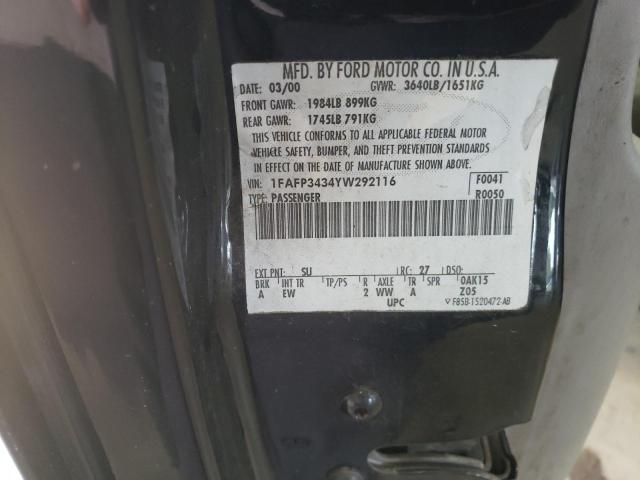 MFD. BY FORD MOTOR CO. IN U.S.A.
DATE: 03/00 GVWR: 3640LB/1651KG
FRONT GAWR: 1984LB 899KG
REAR GAWR: 1745LB 791KG
THIS VEHICLE CONFORMS TO ALL APPLICABLE FEDERAL MOTOR
VEHICLE SAFETY, BUMPER, AND THEFT PREVENTION STANDARDS
IN EFFECT ON THE DATE OF MANUFACTURE SHOWN ABOVE.
VIN: 1FAFP3434YW292116 F0041
TYPE: PASSENGER R0050
EXT PNT: SU RC: 27 DSO:
BRK INT TR TP/PS R AXLE TR SPR 0AK15
A EW 2 WW A Z05
UPC F85B-1520472-AB